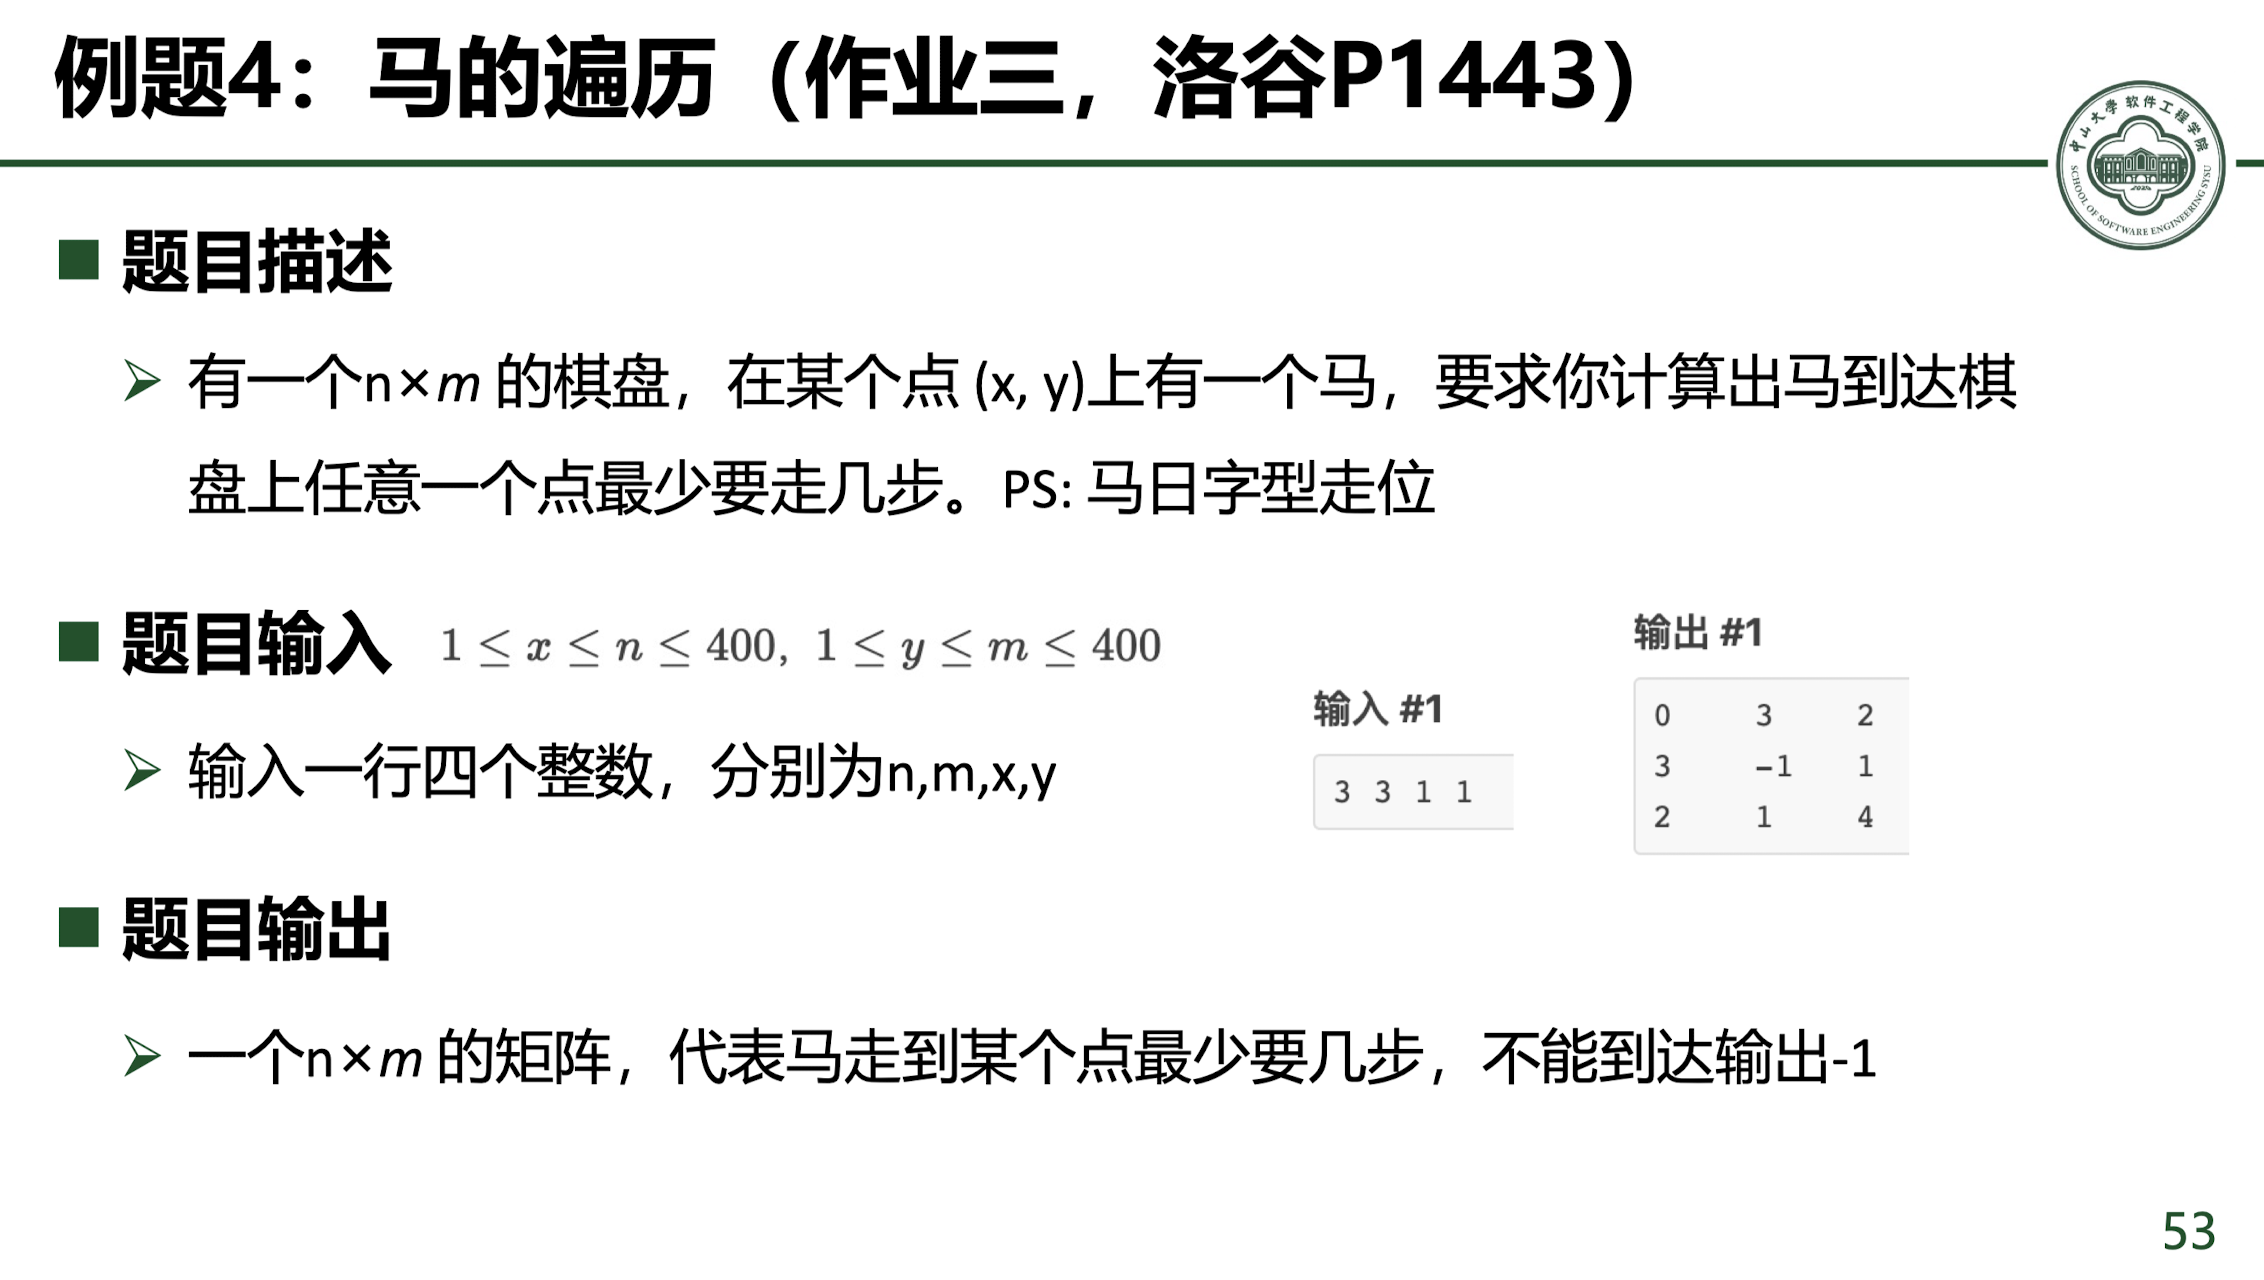 例题4：马的遍历（作业三，洛谷P1443）
中山大学软件工程学院
SCHOOL OF SOFTWARE ENGINEERING SYSU
题目描述
有一个n×m 的棋盘，在某个点 (x, y)上有一个马，要求你计算出马到达棋
盘上任意一个点最少要走几步。PS: 马日字型走位
题目输入 1 ≤ x ≤ n ≤ 400, 1 ≤ y ≤ m ≤ 400
输入一行四个整数，分别为n,m,x,y
输入 #1
3 3 1 1
输出 #1
0 3 2
3 -1 1
2 1 4
题目输出
一个n×m 的矩阵，代表马走到某个点最少要几步，不能到达输出-1
53